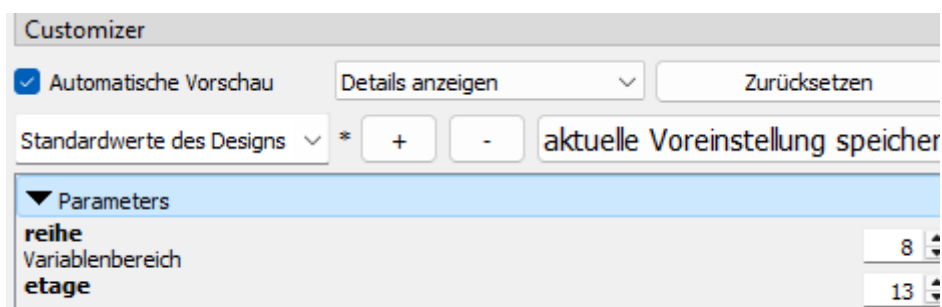 Customizer
Automatische Vorschau Details anzeigen Zurücksetzen
Standardwerte des Designs * + - aktuelle Voreinstellung speicher
Parameters
reihe
Variablenbereich
8
etage
13